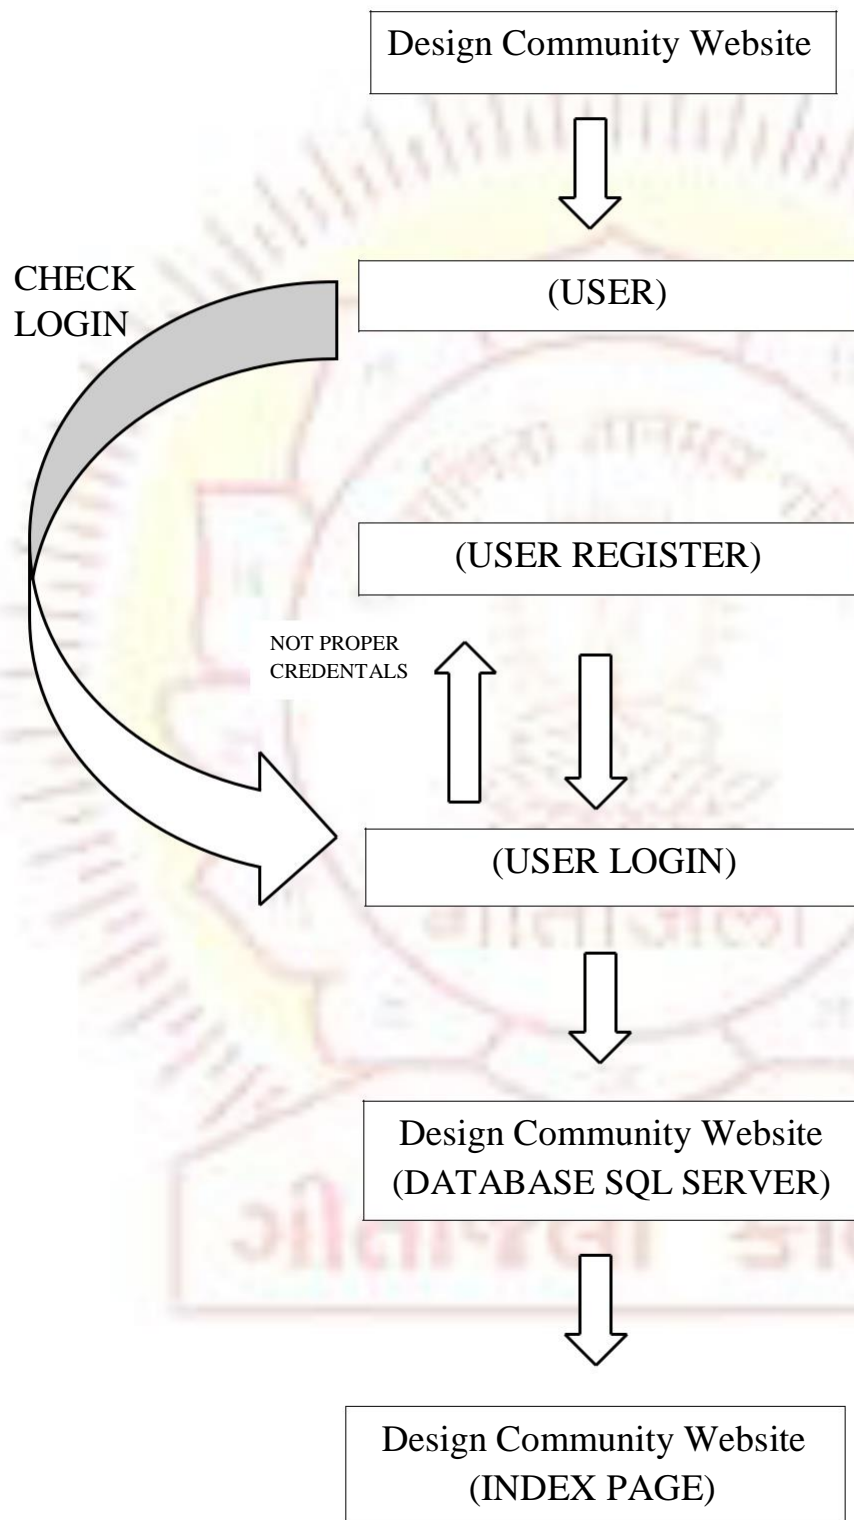 Design Community Website
CHECK
LOGIN
(USER)
(USER REGISTER)
NOT PROPER
CREDENTALS
(USER LOGIN)
Design Community Website
(DATABASE SQL SERVER)
Design Community Website
(INDEX PAGE)